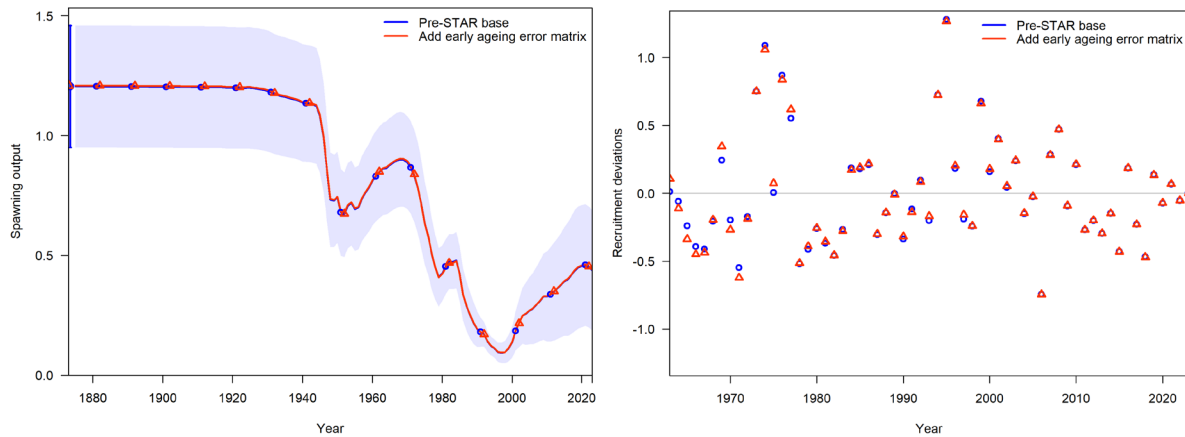 Pre-STAR base
Add early ageing error matrix
Spawning output
1.5
1.0
0.5
0.0
1880 1900 1920 1940 1960 1980 2000 2020
Year
Pre-STAR base
Add early ageing error matrix
Recruitment deviations
1.0
0.5
0.0
-0.5
-1.0
1970 1980 1990 2000 2010 2020
Year